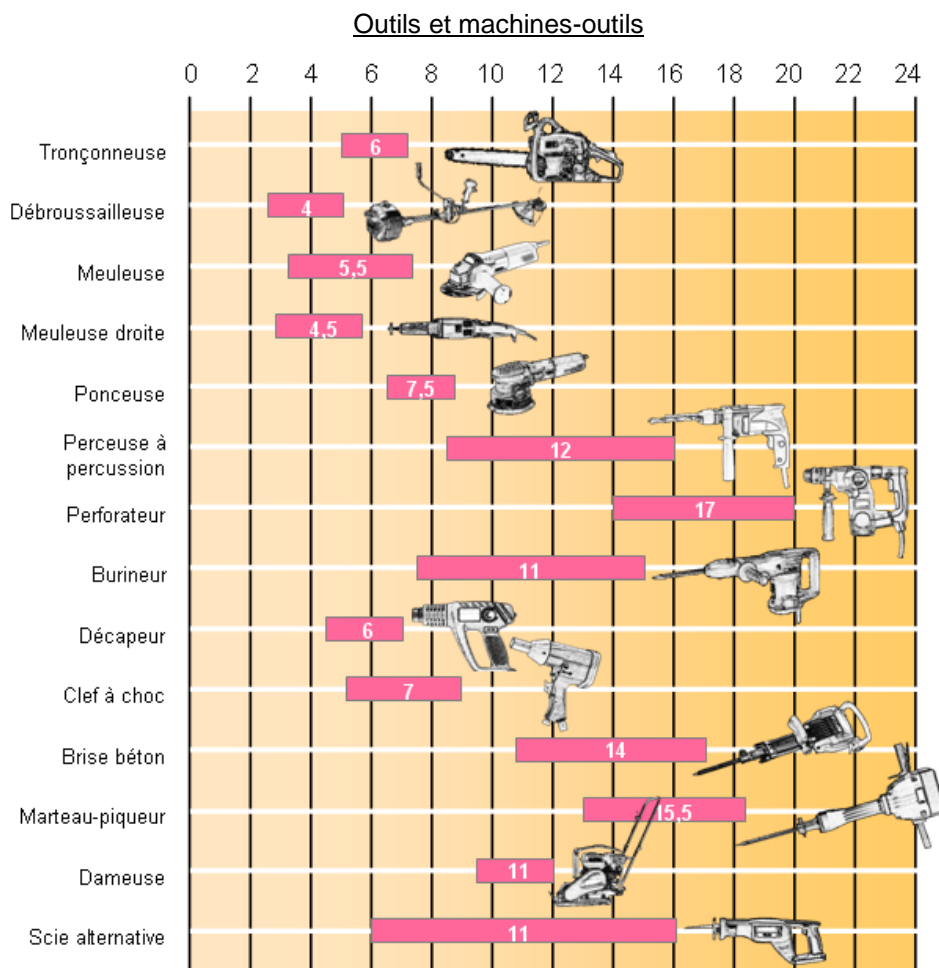 Outils et machines-outils
0 2 4 6 8 10 12 14 16 18 20 22 24
Tronçonneuse 6
Débroussailleuse 4
Meuleuse 5,5
Meuleuse droite 4,5
Ponceuse 7,5
Perceuse à
percussion 12
Perforateur 17
Burineur 11
Décapeur 6
Clef à choc 7
Brise béton 14
Marteau-piqueur 15,5
Dameuse 11
Scie alternative 11